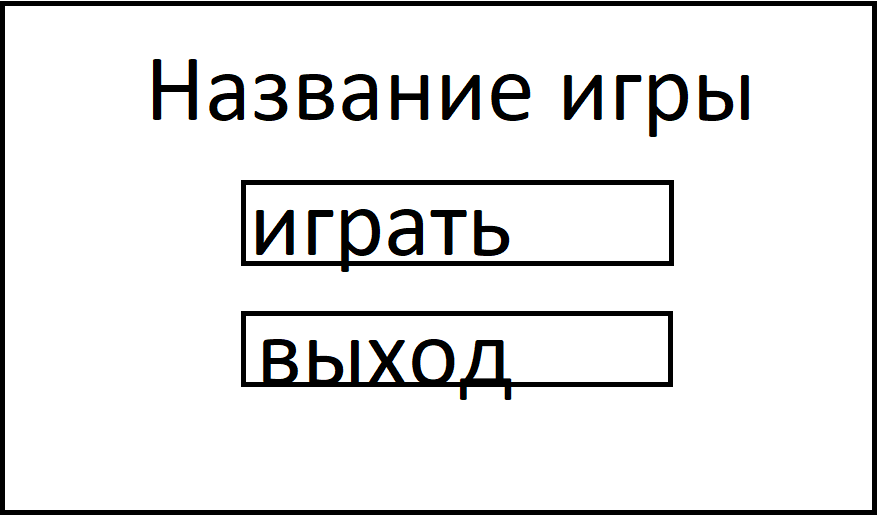 Название игры
играть
выход